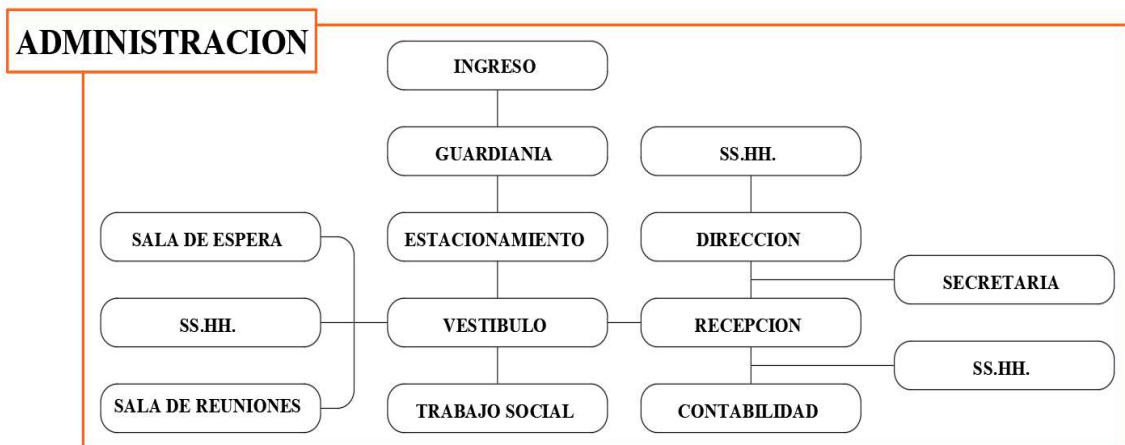 ADMINISTRACION
INGRESO
GUARDIANIA
SS.HH.
SALA DE ESPERA
ESTACIONAMIENTO
DIRECCION
SECRETARIA
SS.HH.
VESTIBULO
RECEPCION
SS.HH.
SALA DE REUNIONES
TRABAJO SOCIAL
CONTABILIDAD